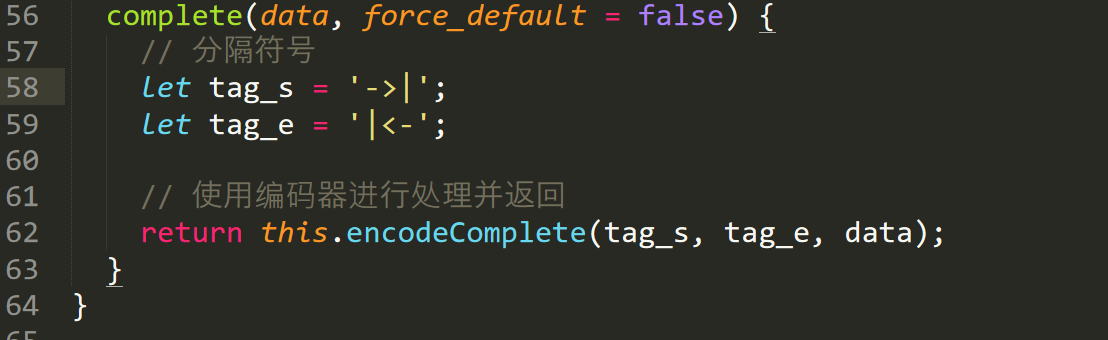 56 complete(data, force_default = false) {
57 // 分隔符号
58 let tag_s = '->|';
59 let tag_e = '|<-';
60
61 // 使用编码器进行处理并返回
62 return this.encodeComplete(tag_s, tag_e, data);
63 }
64 }
65